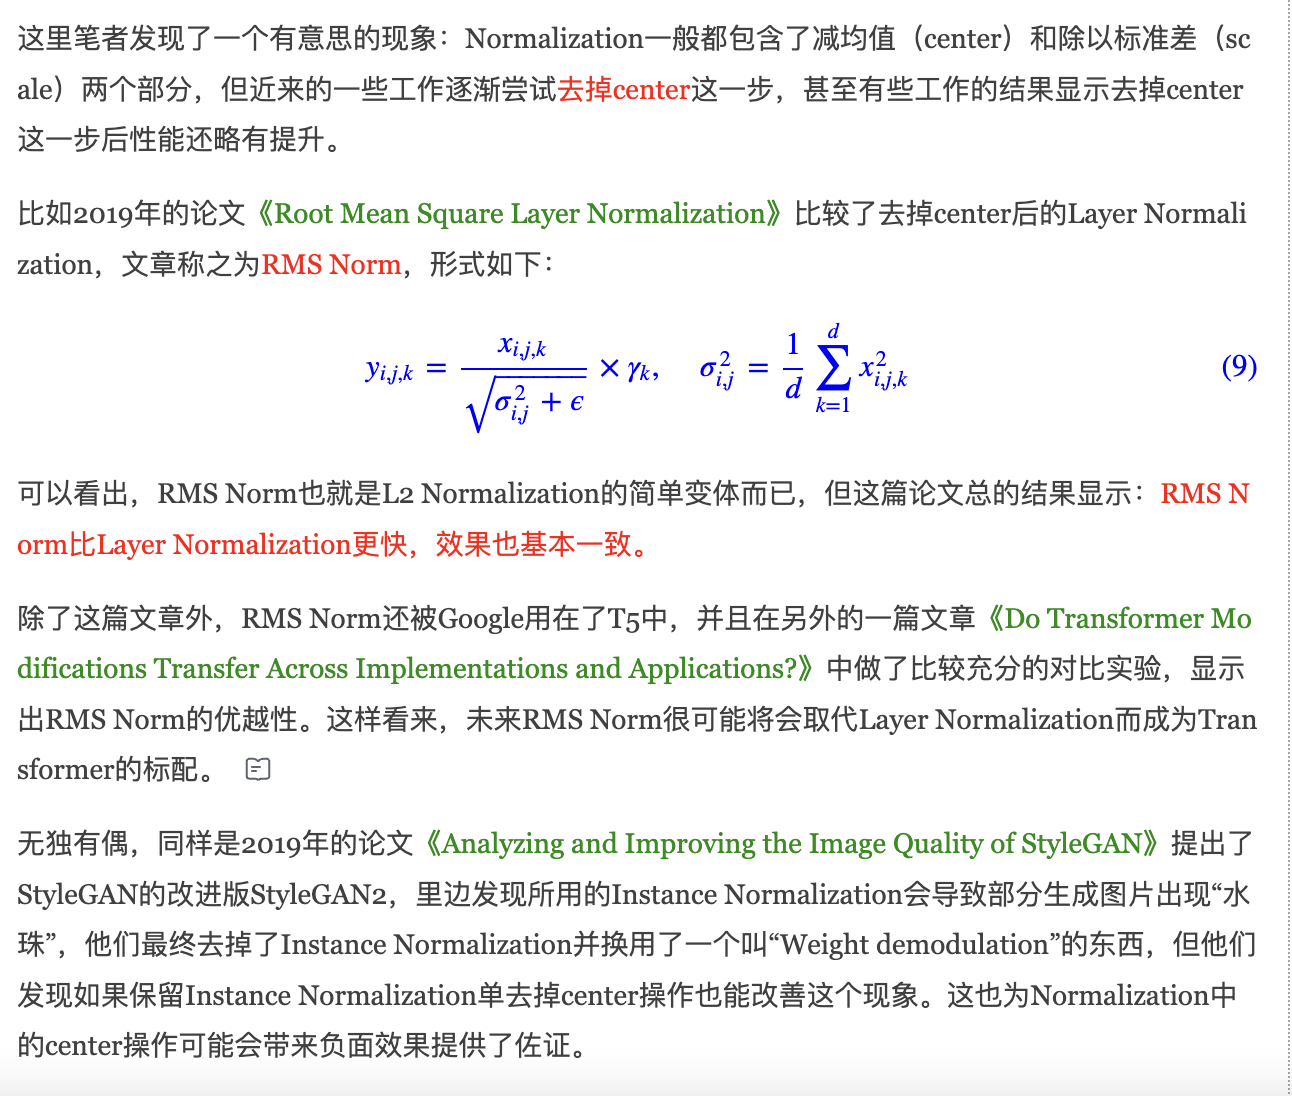 这里笔者发现了一个有意思的现象：Normalization一般都包含了减均值（center）和除以标准差（sc
ale）两个部分，但近来的一些工作逐渐尝试去掉center这一步，甚至有些工作的结果显示去掉center
这一步后性能还略有提升。
比如2019年的论文《Root Mean Square Layer Normalization》比较了去掉center后的Layer Normali
zation，文章称之为RMS Norm，形式如下：
y_{i,j,k} = \frac{x_{i,j,k}}{\sqrt{σ_{i,j}^2 + ϵ}} × γ_k, σ_{i,j}^2 = \frac{1}{d} \sum_{k=1}^{d} x_{i,j,k}^2 (9)
可以看出，RMS Norm也就是L2 Normalization的简单变体而已，但这篇论文总的结果显示：RMS N
orm比Layer Normalization更快，效果也基本一致。
除了这篇文章外，RMS Norm还被Google用在了T5中，并且在另外的一篇文章《Do Transformer Mo
difications Transfer Across Implementations and Applications?》中做了比较充分的对比实验，显示
出RMS Norm的优越性。这样看来，未来RMS Norm很可能将会取代Layer Normalization而成为Tran
sformer的标配。
无独有偶，同样是2019年的论文《Analyzing and Improving the Image Quality of StyleGAN》提出了
StyleGAN的改进版StyleGAN2，里边发现所用的Instance Normalization会导致部分生成图片出现“水
珠”，他们最终去掉了Instance Normalization并换用了一个叫“Weight demodulation”的东西，但他们
发现如果保留Instance Normalization单去掉center操作也能改善这个现象。这也为Normalization中
的center操作可能会带来负面效果提供了佐证。